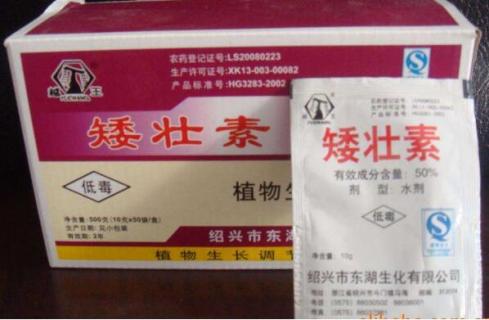 农药登记证号:LS20080223
生产许可证号:XK13-003-00082
产品标准号:HG3283-2002
越王
YUEWANG
矮壮素
低毒
植物生
净含量:500克(10克×50袋/盒)
生产日期:见小包装
有效期:2年
绍兴市东湖
植物生长调节
矮壮素
有效成分含量:50%
剂 型:水剂
低毒
10g
绍兴市东湖生化有限公司